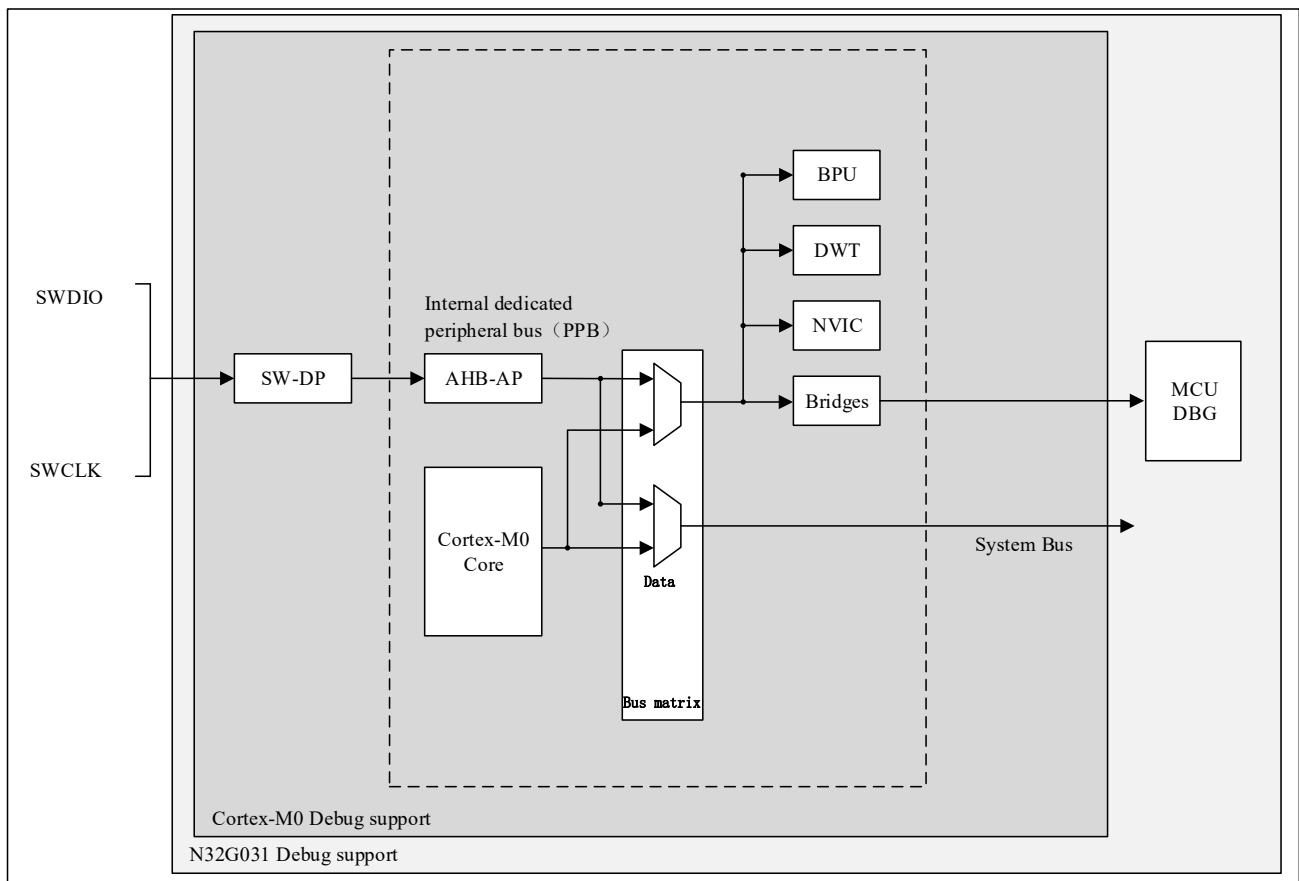 BPU
DWT
SWDIO
Internal dedicated
peripheral bus（PPB）
NVIC
SW-DP
AHB-AP
Bridges
MCU
DBG
SWCLK
Cortex-M0
Core
System Bus
Data
Bus matrix
Cortex-M0 Debug support
N32G031 Debug support